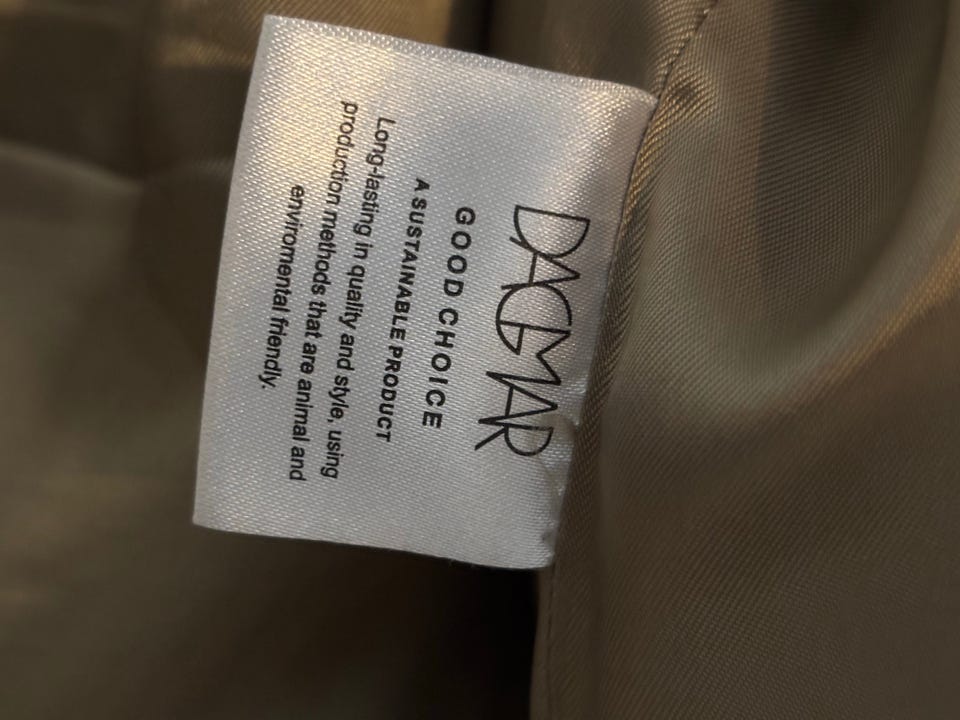 DAGMAR
GOOD CHOICE
A SUSTAINABLE PRODUCT
Long-lasting in quality and style, using
production methods that are animal and
enviromental friendly.